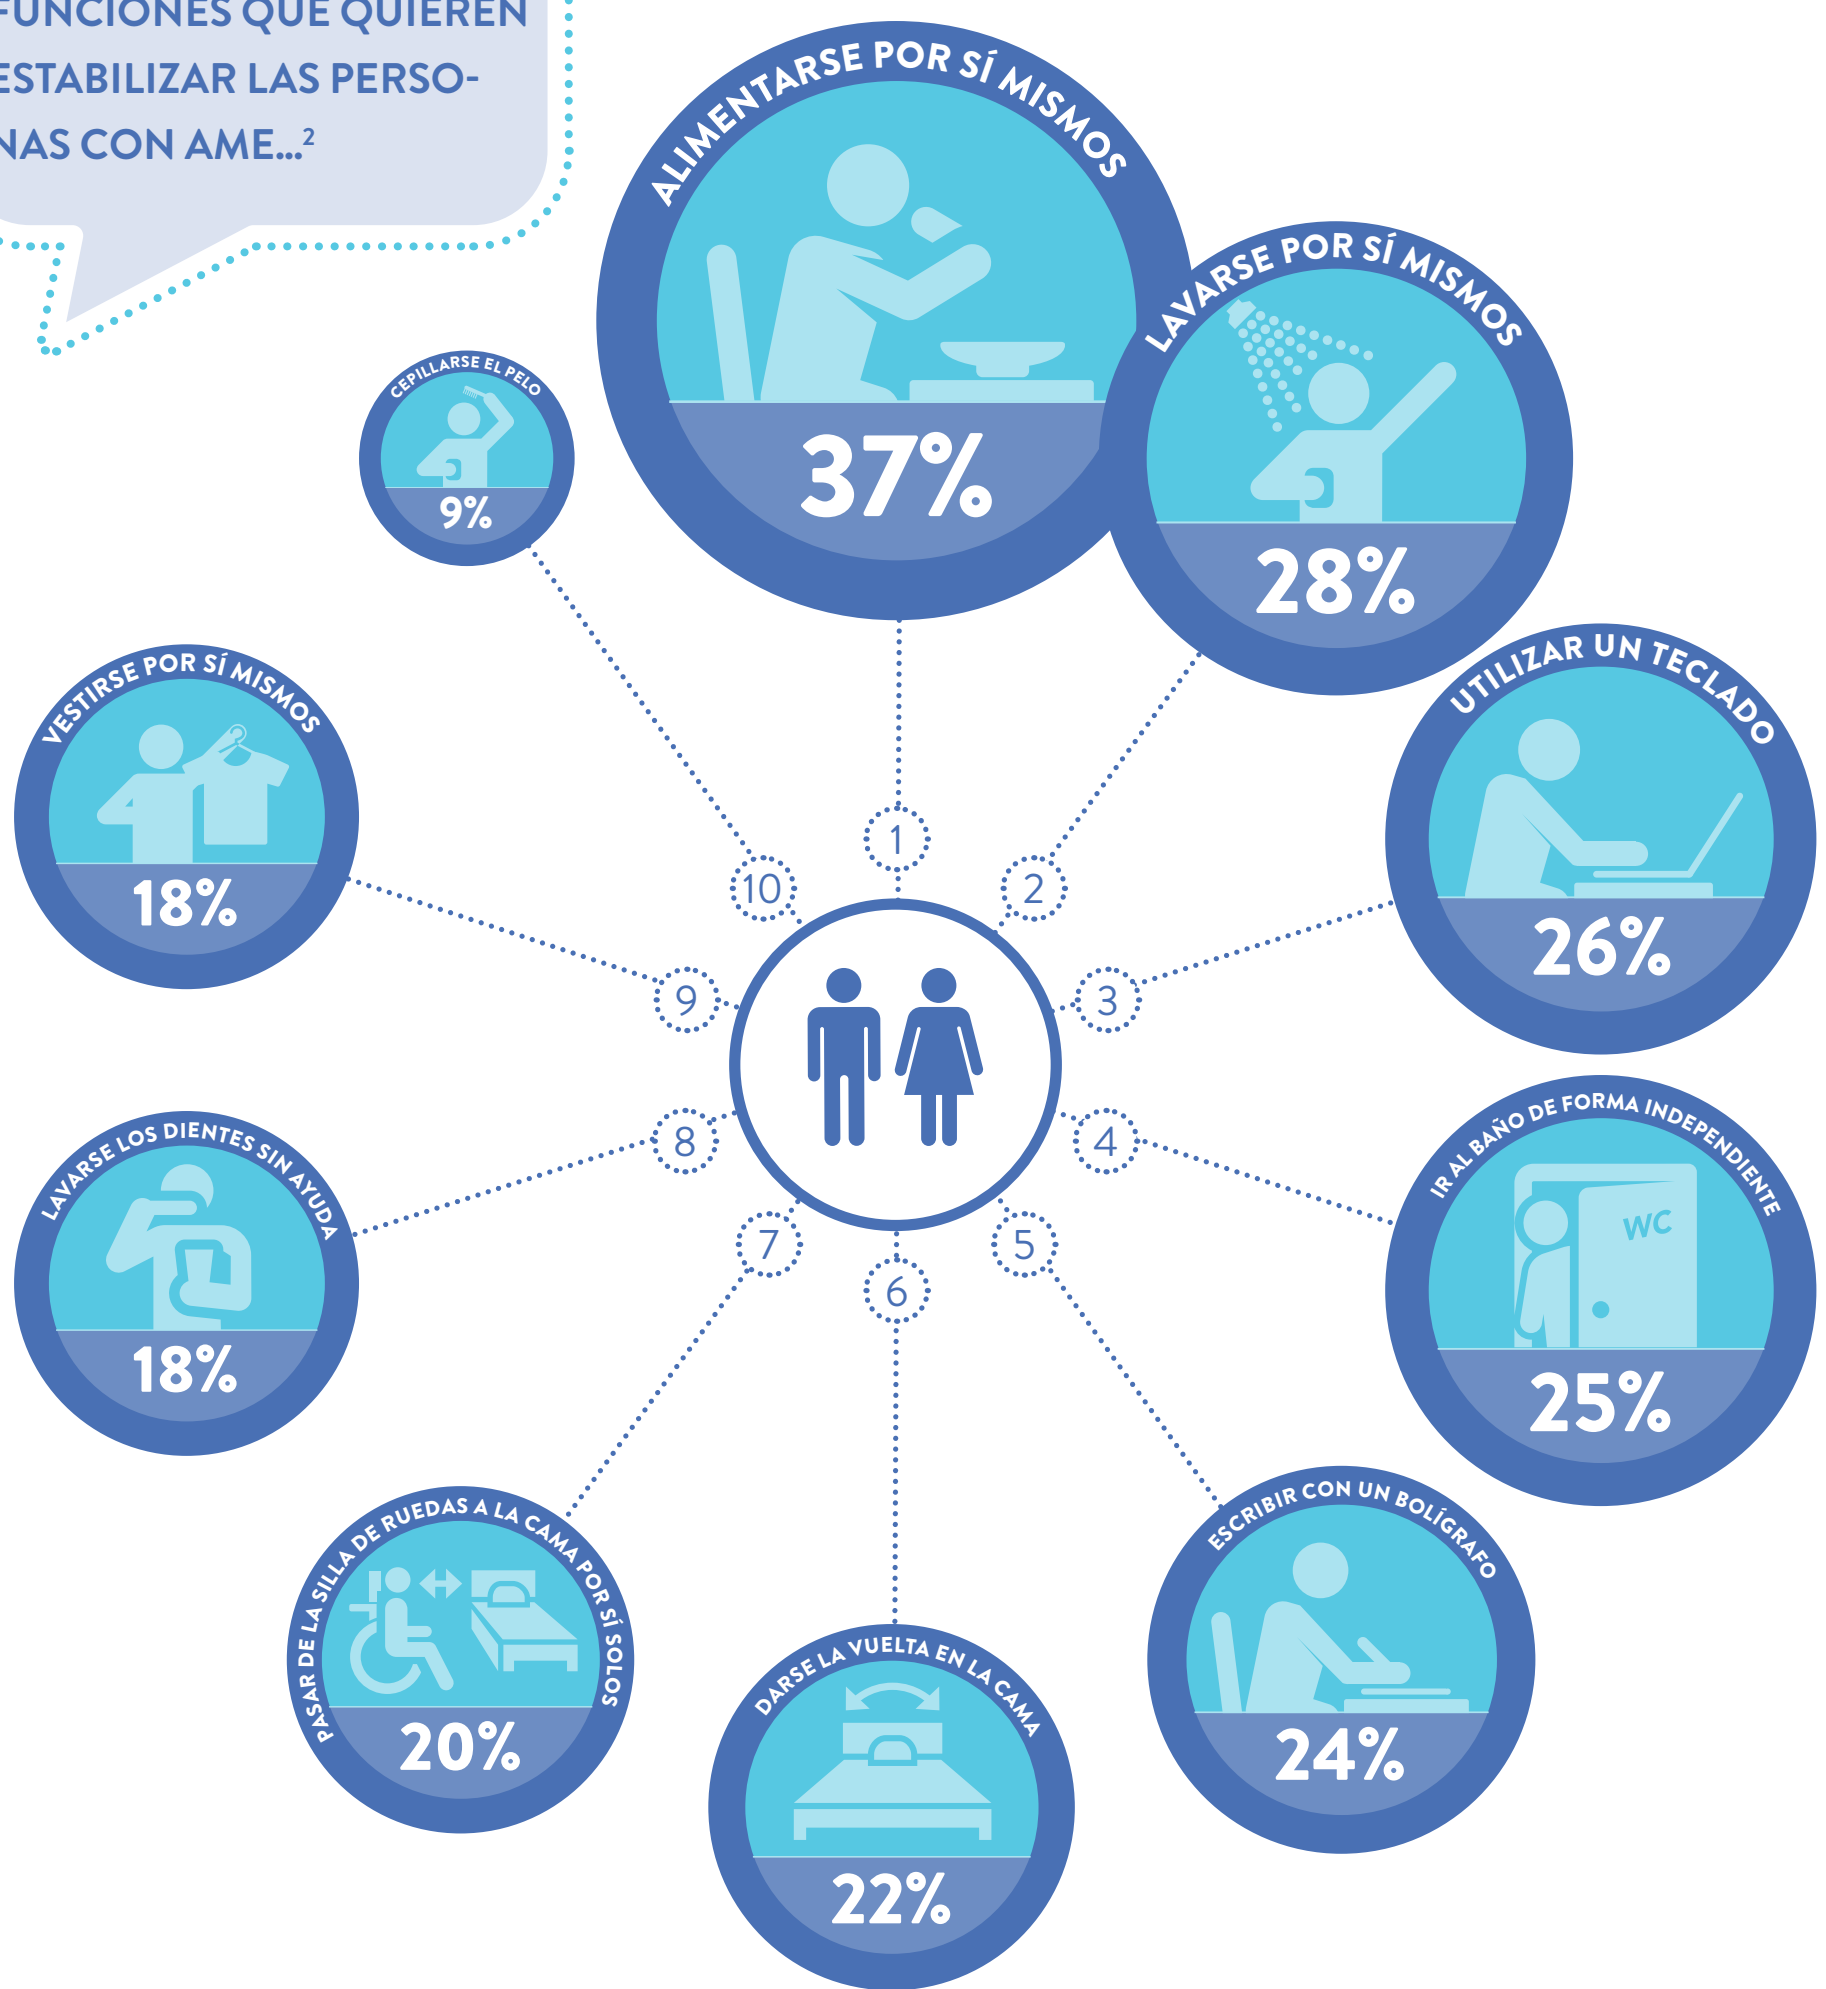 FUNCIONES QUE QUIEREN
ESTABILIZAR LAS PERSO-
NAS CON AME...²
ALIMENTARSE POR SÍ MISMOS
37%
LAVARSE POR SÍ MISMOS
28%
UTILIZAR UN TECLADO
26%
IR AL BAÑO DE FORMA INDEPENDIENTE
WC
25%
ESCRIBIR CON UN BOLÍGRAFO
24%
DARSE LA VUELTA EN LA CAMA
22%
PASAR DE LA SILLA DE RUEDAS A LA CAMA POR SÍ SOLOS
20%
LAVARSE LOS DIENTES SIN AYUDA
18%
VESTIRSE POR SÍ MISMOS
18%
CEPILLARSE EL PELO
9%
1
2
3
4
5
6
7
8
9
10